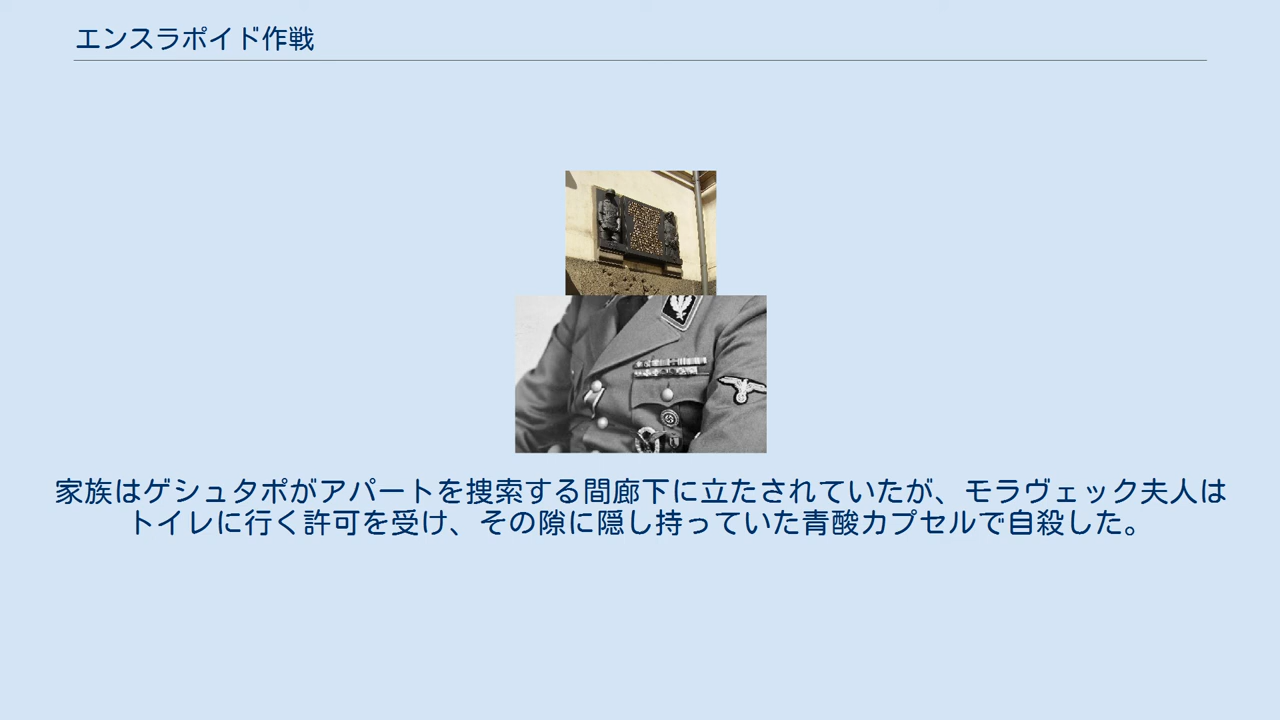 エンスラポイド作戦
家族はゲシュタポがアパートを捜索する間廊下に立たされていたが、モラヴェック夫人は
トイレに行く許可を受け、その隙に隠し持っていた青酸カプセルで自殺した。